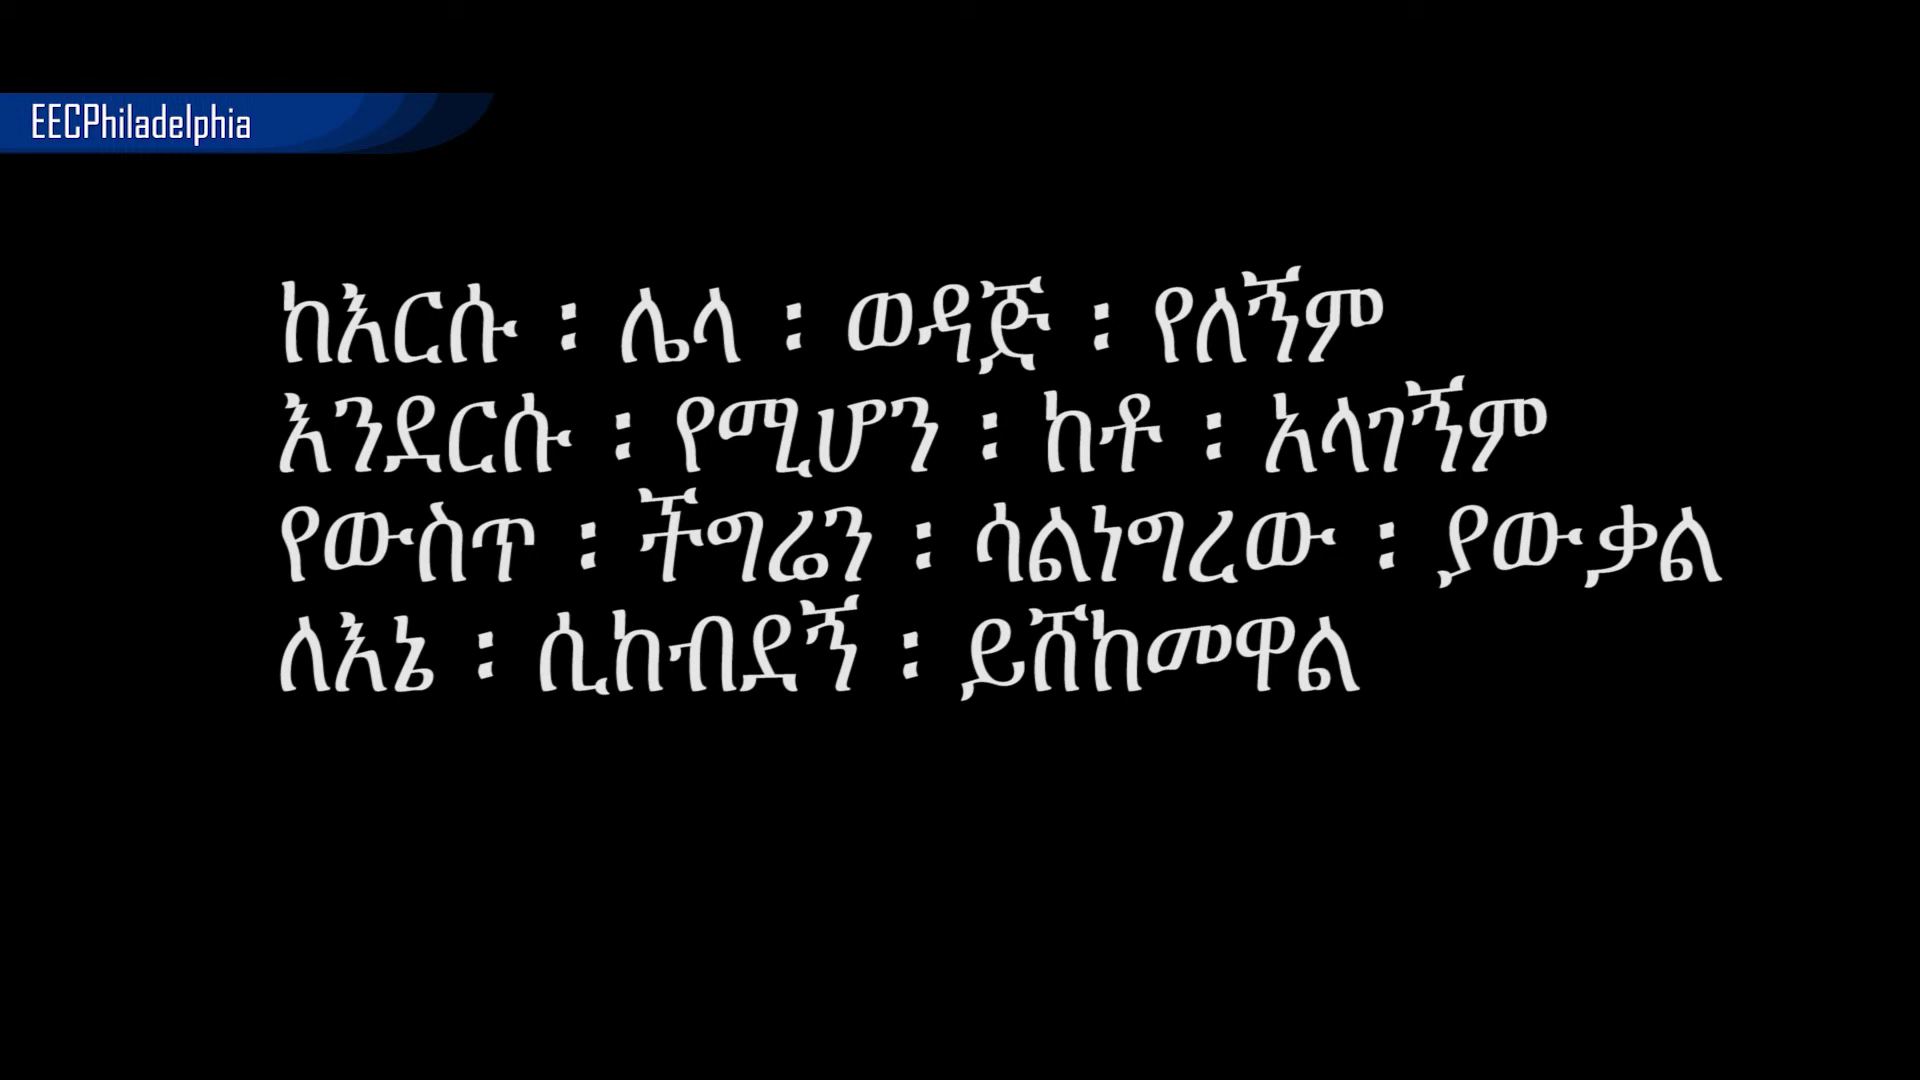 EECPhiladelphia
ከእርሱ ፡ ሌላ ፡ ወዳጅ ፡ የለኝም
እንደርሱ ፡ የሚሆን ፡ ከቶ ፡ አላገኝም
የውስጥ ፡ ችግሬን ፡ ሳልነግረው ፡ ያውቃል
ለእኔ ፡ ሲከብደኝ ፡ ይሸከመዋል